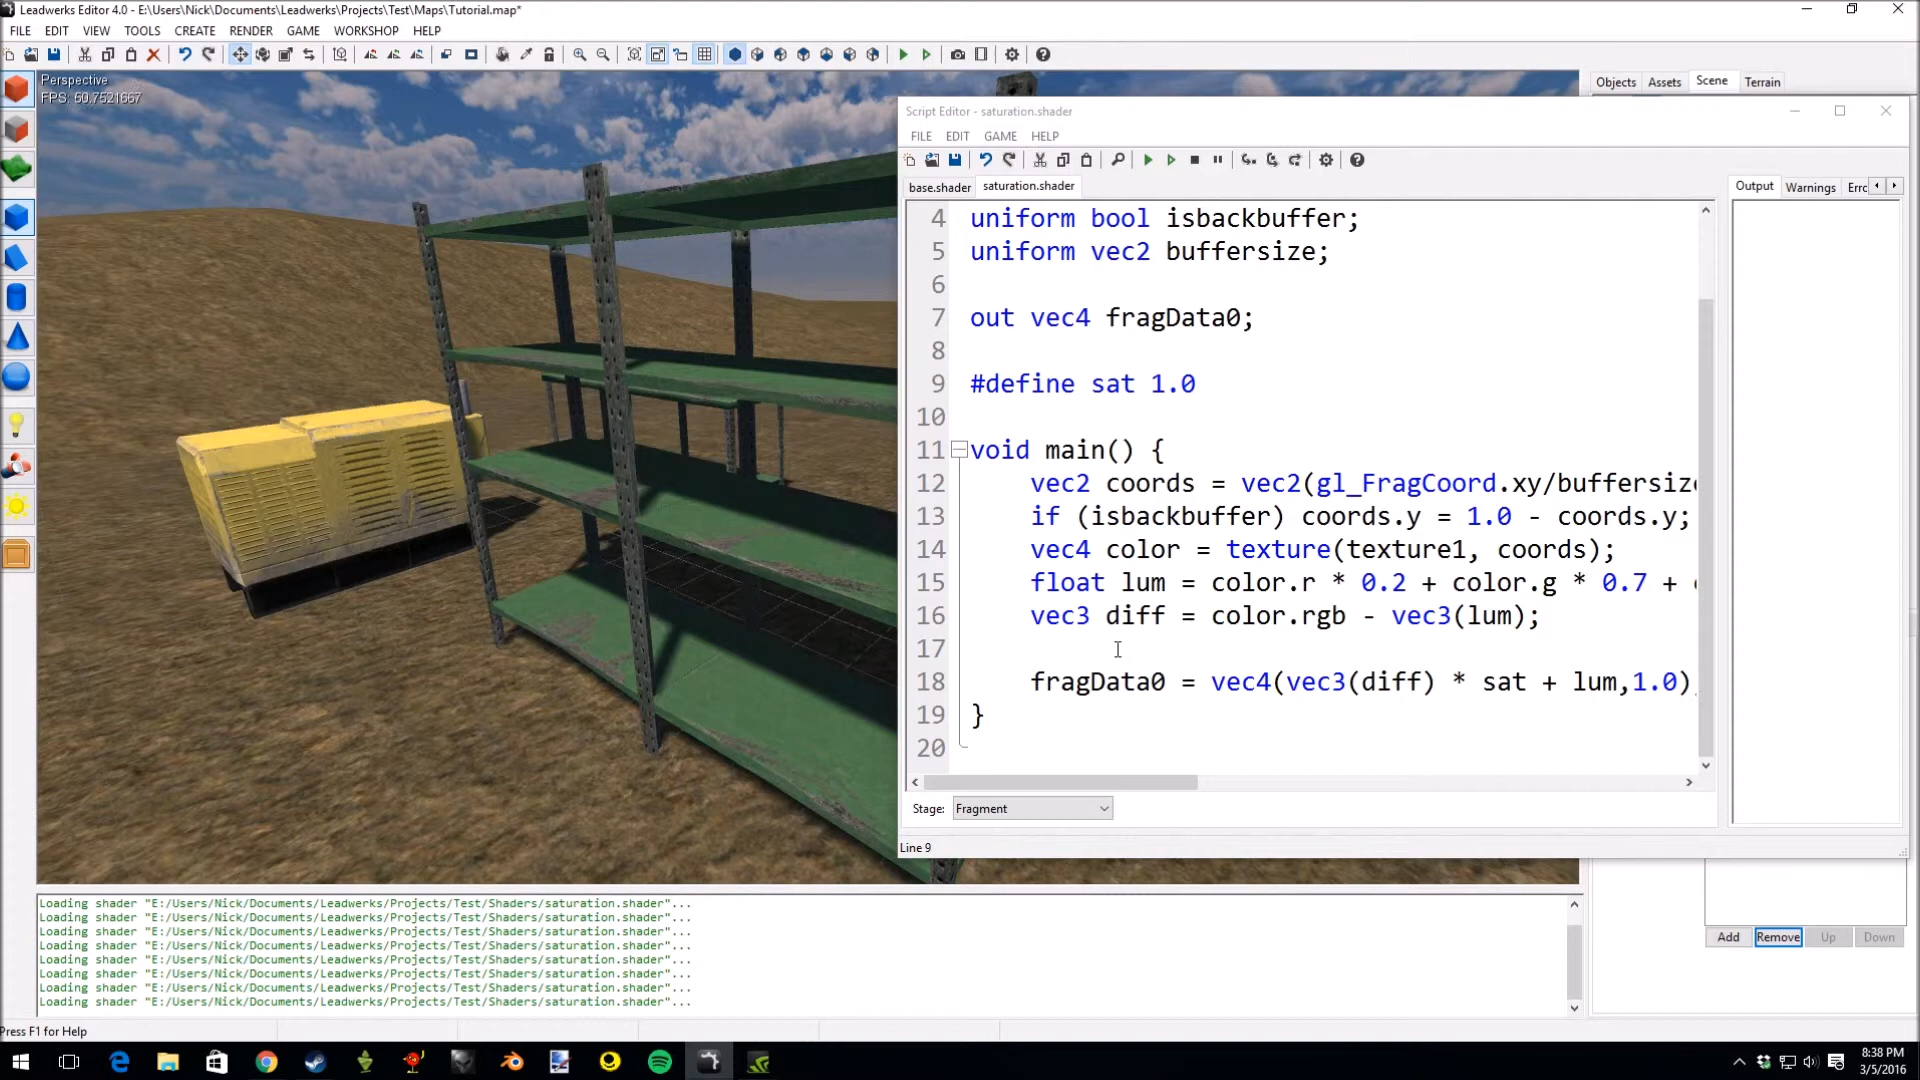 Leadwerks Editor 4.0 - E:\Users\Nick\Documents\Leadwerks\Projects\Test\Maps\Tutorial.map*
FILE EDIT VIEW TOOLS CREATE RENDER GAME WORKSHOP HELP
Perspective
FPS: 60.7521667
Objects Assets Scene Terrain
Script Editor - saturation.shader
FILE EDIT GAME HELP
base.shader saturation.shader
Output Warnings Errc
4 uniform bool isbackbuffer;
5 uniform vec2 buffersize;
6
7 out vec4 fragData0;
8
9 #define sat 1.0
10
11 void main() {
12 vec2 coords = vec2(gl_FragCoord.xy/buffersize
13 if (isbackbuffer) coords.y = 1.0 - coords.y;
14 vec4 color = texture(texture1, coords);
15 float lum = color.r * 0.2 + color.g * 0.7 + c
16 vec3 diff = color.rgb - vec3(lum);
17
18 fragData0 = vec4(vec3(diff) * sat + lum,1.0)
19 }
20
Stage: Fragment
Line 9
Loading shader "E:/Users/Nick/Documents/Leadwerks/Projects/Test/Shaders/saturation.shader"...
Loading shader "E:/Users/Nick/Documents/Leadwerks/Projects/Test/Shaders/saturation.shader"...
Loading shader "E:/Users/Nick/Documents/Leadwerks/Projects/Test/Shaders/saturation.shader"...
Loading shader "E:/Users/Nick/Documents/Leadwerks/Projects/Test/Shaders/saturation.shader"...
Loading shader "E:/Users/Nick/Documents/Leadwerks/Projects/Test/Shaders/saturation.shader"...
Loading shader "E:/Users/Nick/Documents/Leadwerks/Projects/Test/Shaders/saturation.shader"...
Loading shader "E:/Users/Nick/Documents/Leadwerks/Projects/Test/Shaders/saturation.shader"...
Loading shader "E:/Users/Nick/Documents/Leadwerks/Projects/Test/Shaders/saturation.shader"...
Add Remove Up Down
Press F1 for Help
8:38 PM
3/5/2016